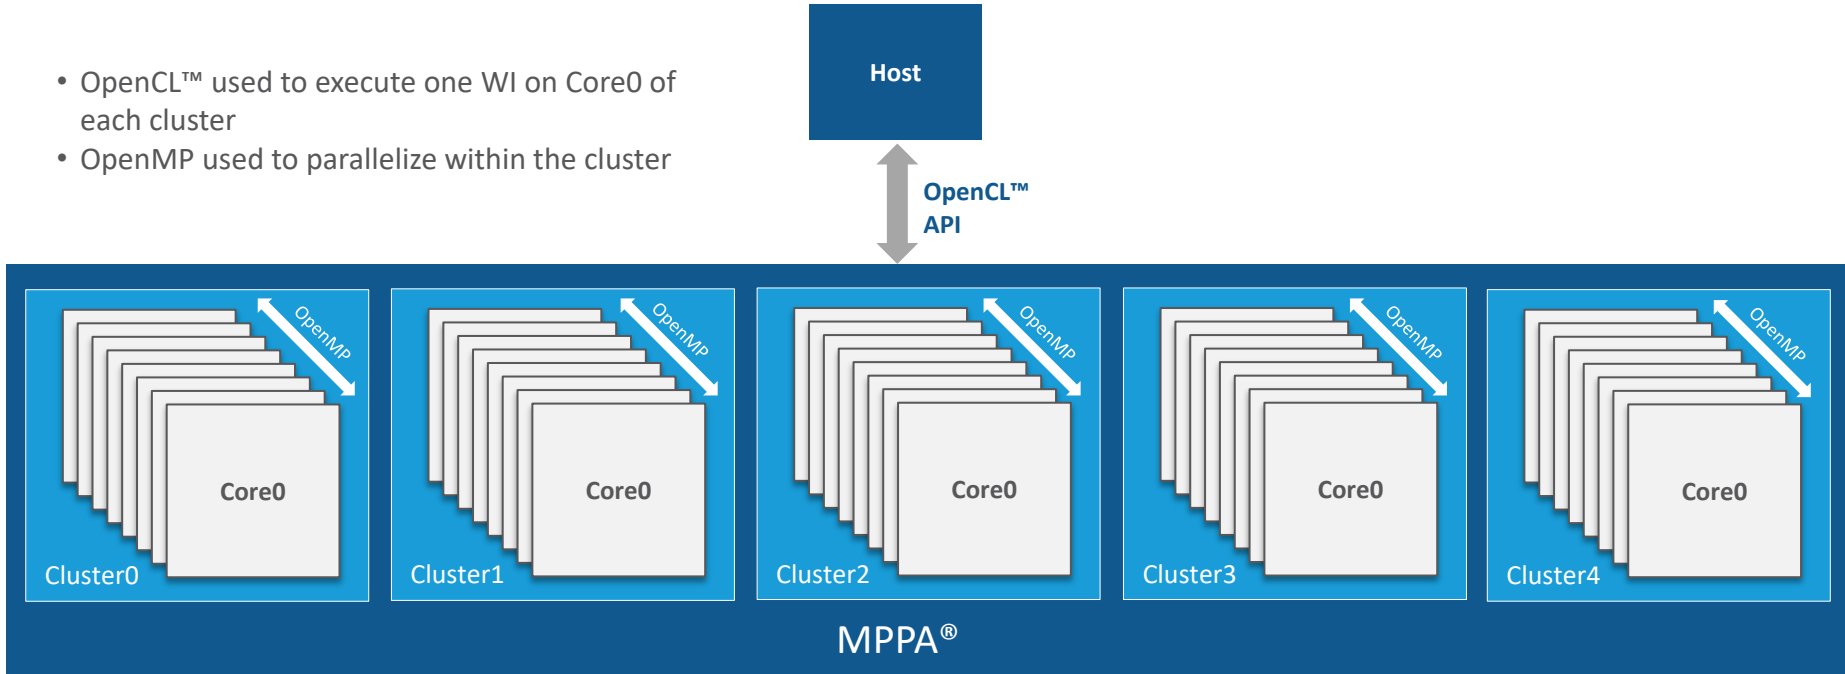 • OpenCL™ used to execute one WI on Core0 of
each cluster
• OpenMP used to parallelize within the cluster
Host
OpenCL™
API
OpenMP
Core0
Cluster0
OpenMP
Core0
Cluster1
OpenMP
Core0
Cluster2
OpenMP
Core0
Cluster3
OpenMP
Core0
Cluster4
MPPA®